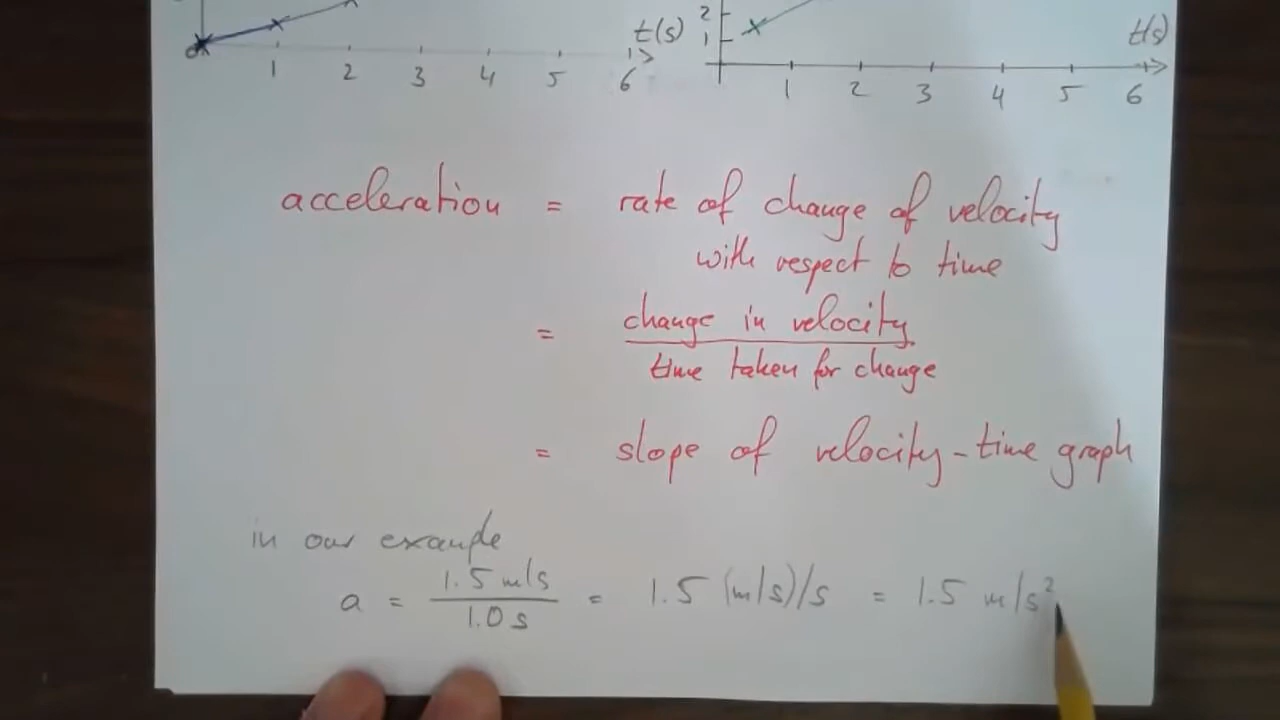 t(s)
0 1 2 3 4 5 6
2
1
t(s)
1 2 3 4 5 6
acceleration = rate of change of velocity
with respect to time
= change in velocity
time taken for change
= slope of velocity-time graph
in our example
a = 1.5 m/s / 1.0 s = 1.5 (m/s)/s = 1.5 m/s²